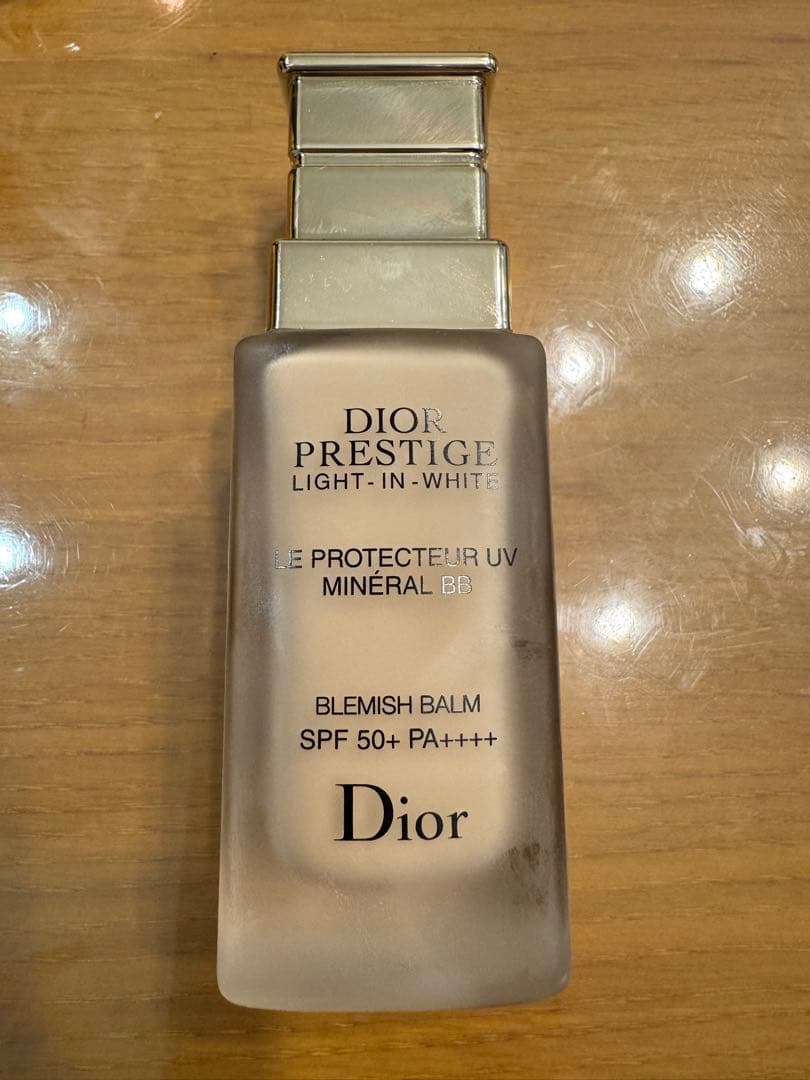 DIOR
PRESTIGE
LIGHT-IN-WHITE
LE PROTECTEUR UV
MINÉRAL BB
BLEMISH BALM
SPF 50+ PA++++
Dior